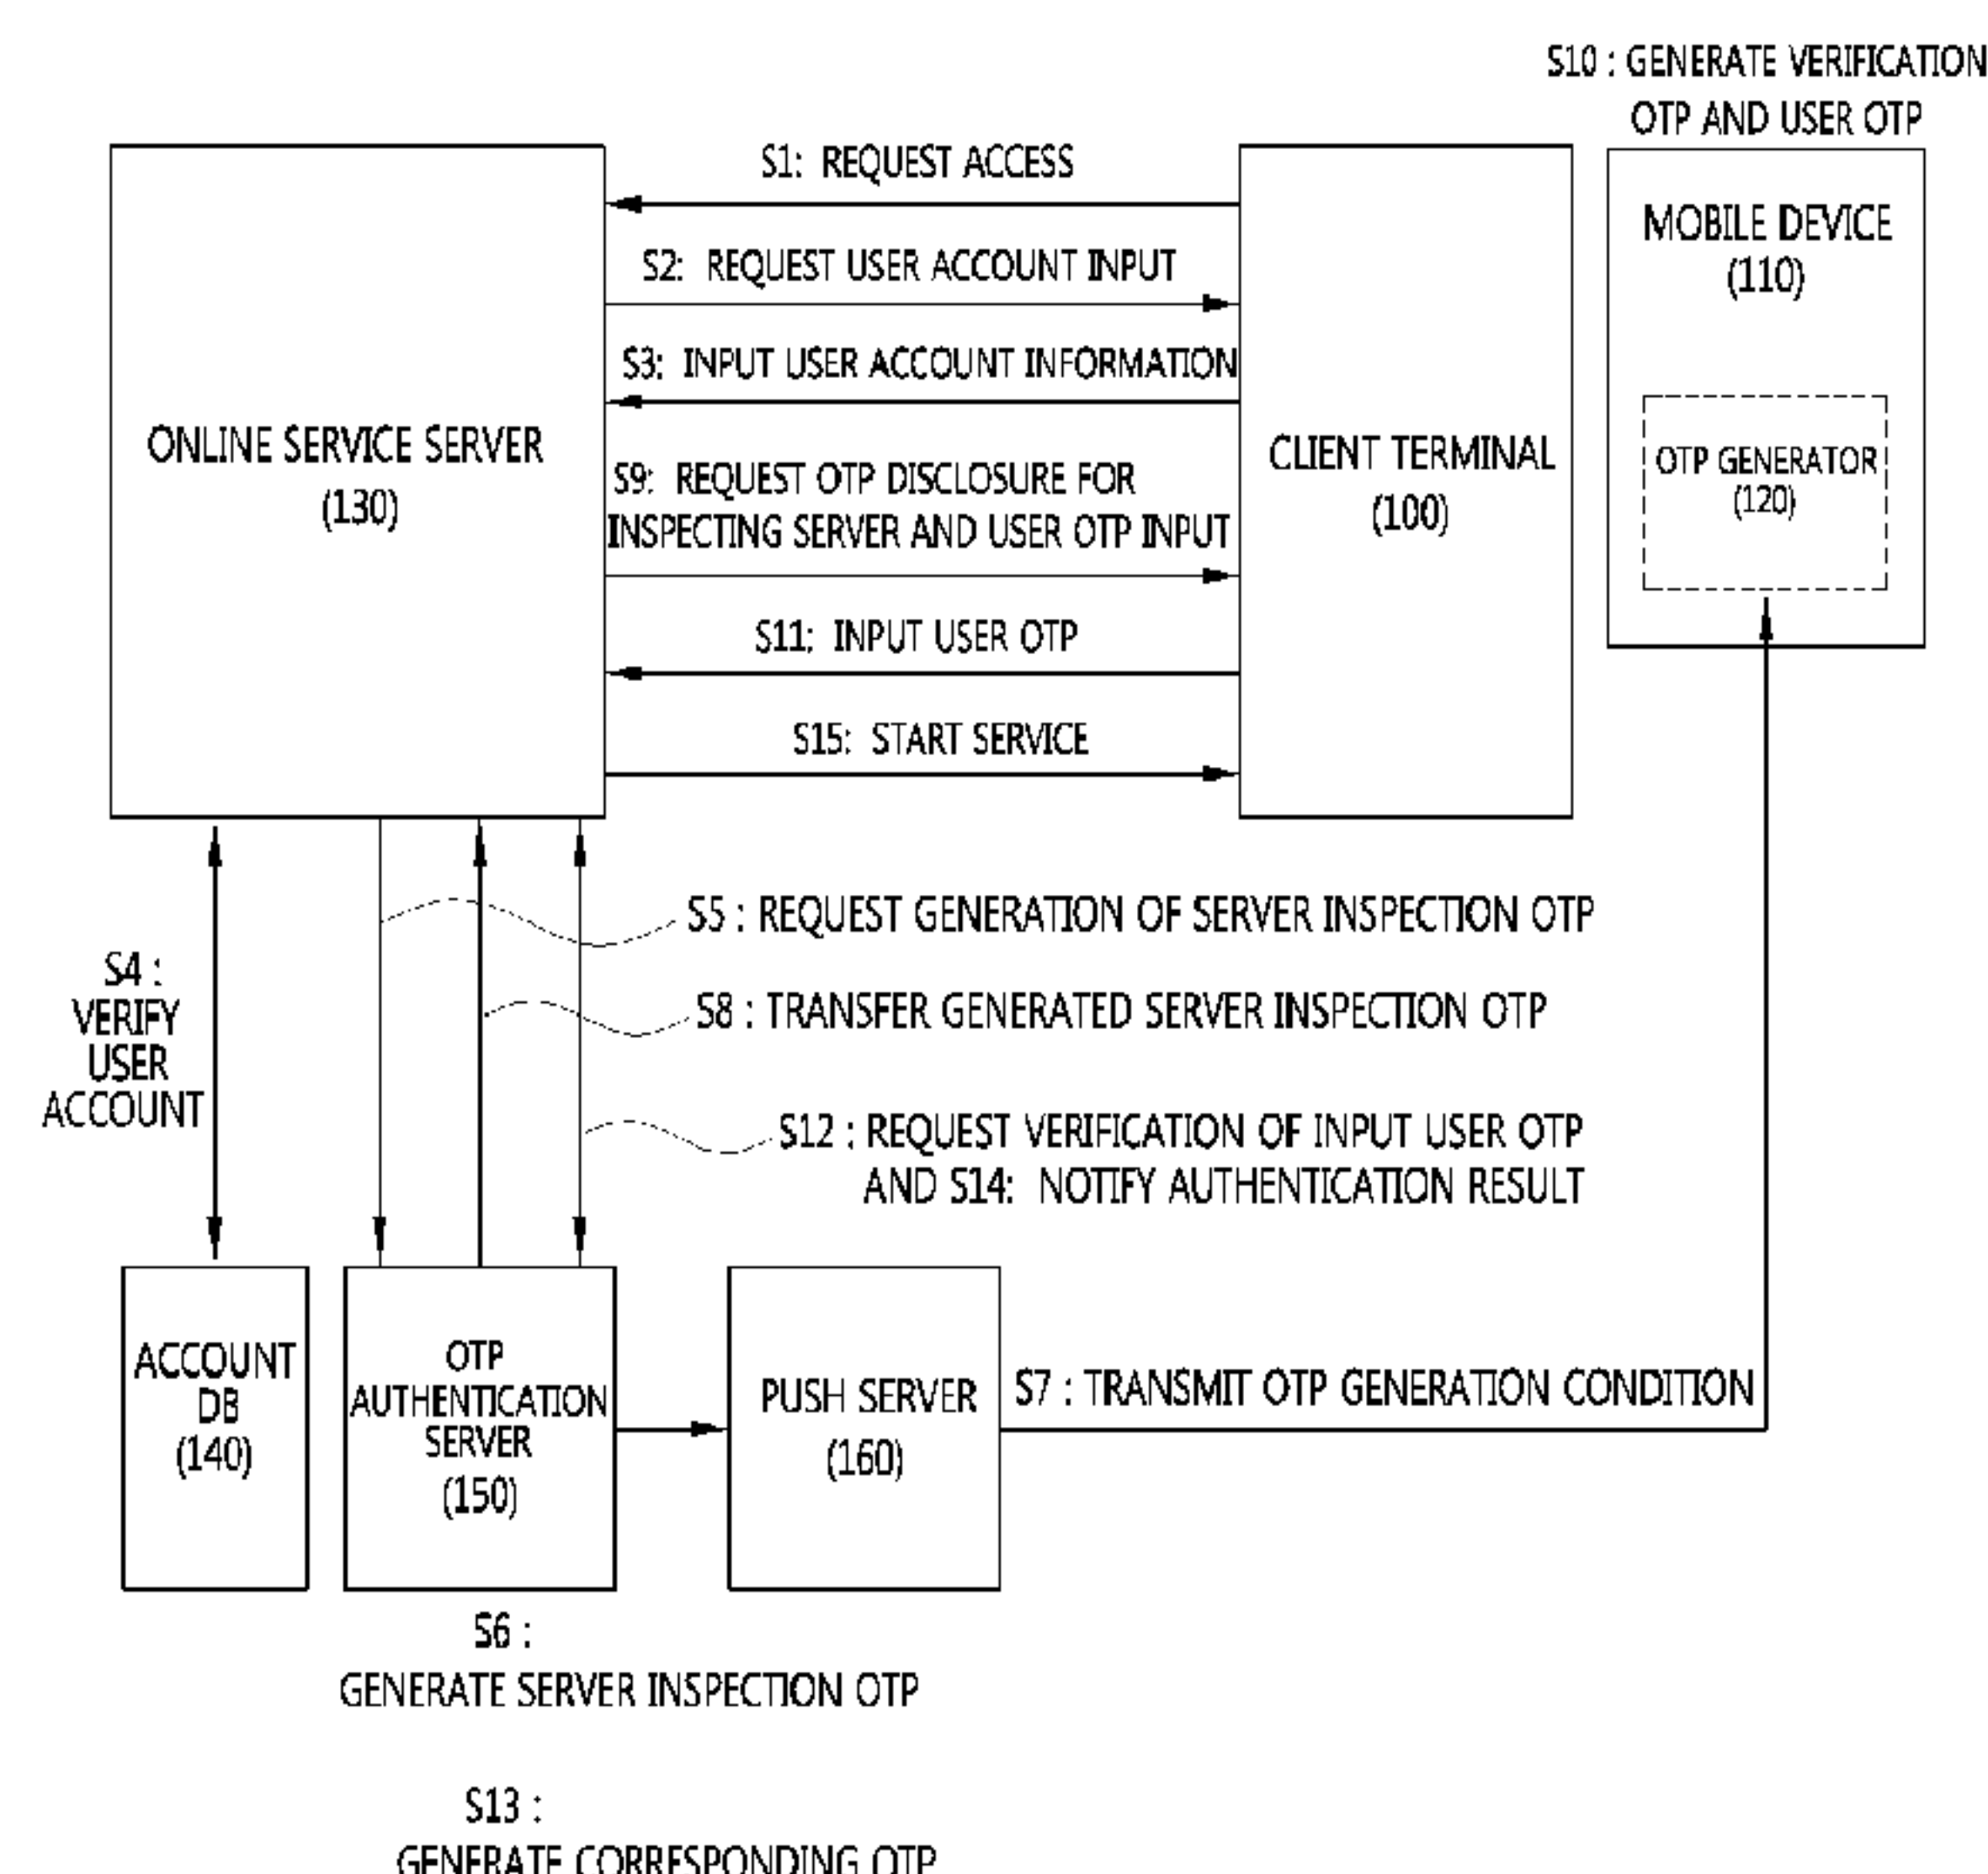 S10 : GENERATE VERIFICATION
OTP AND USER OTP
S1: REQUEST ACCESS
S2: REQUEST USER ACCOUNT INPUT
S3: INPUT USER ACCOUNT INFORMATION
S9: REQUEST OTP DISCLOSURE FOR
INSPECTING SERVER AND USER OTP INPUT
S11: INPUT USER OTP
S15: START SERVICE
ONLINE SERVICE SERVER
(130)
CLIENT TERMINAL
(100)
MOBILE DEVICE
(110)
OTP GENERATOR
(120)
S4 :
VERIFY
USER
ACCOUNT
S5 : REQUEST GENERATION OF SERVER INSPECTION OTP
S8 : TRANSFER GENERATED SERVER INSPECTION OTP
S12 : REQUEST VERIFICATION OF INPUT USER OTP
AND S14: NOTIFY AUTHENTICATION RESULT
ACCOUNT
DB
(140)
OTP
AUTHENTICATION
SERVER
(150)
PUSH SERVER
(160)
S7 : TRANSMIT OTP GENERATION CONDITION
S6 :
GENERATE SERVER INSPECTION OTP
S13 :
GENERATE CORRESPONDING OTP